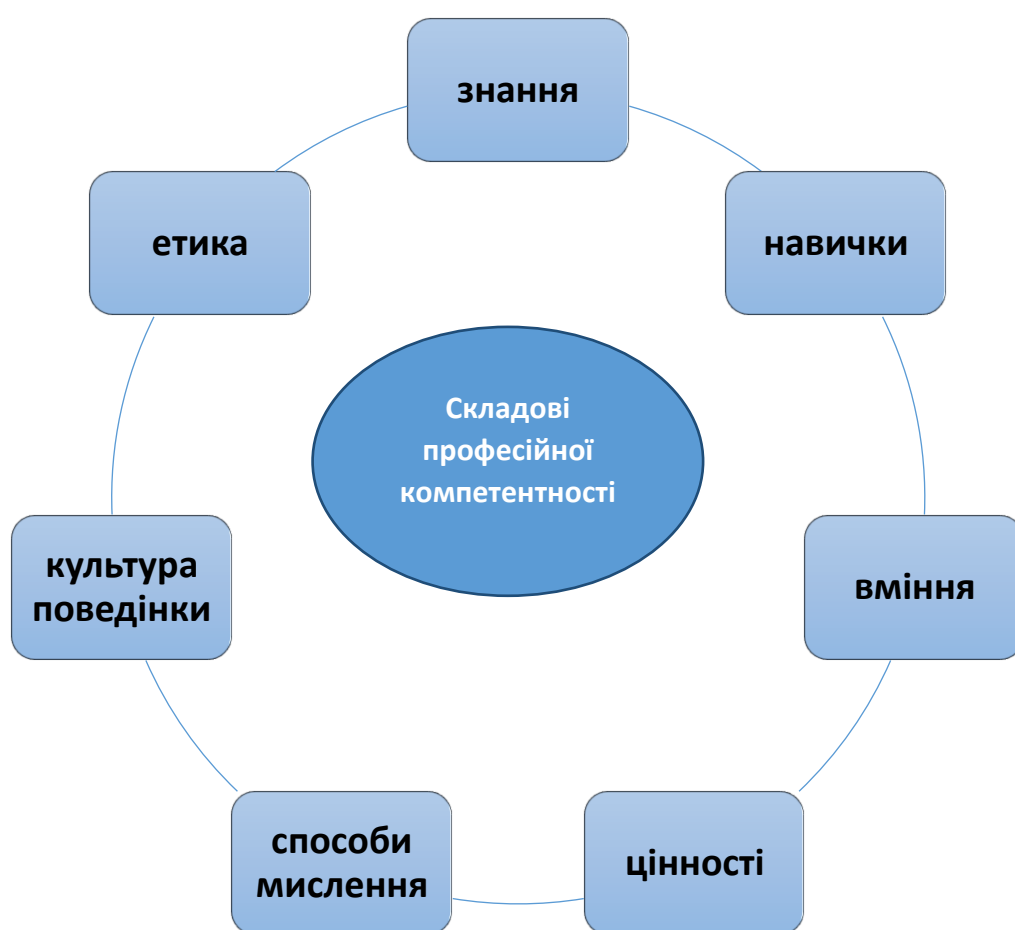 знання
навички
вміння
цінності
способи
мислення
культура
поведінки
етика
Складові
професійної
компетентності